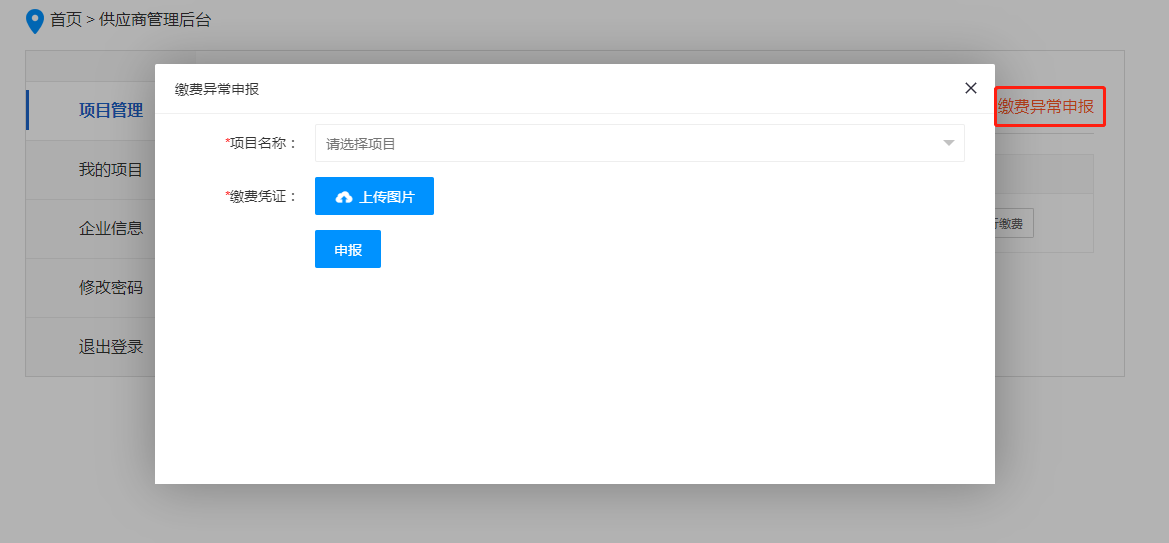 首页 > 供应商管理后台
缴费异常申报
项目管理
缴费异常申报
*项目名称：
请选择项目
我的项目
*缴费凭证：
上传图片
企业信息
缴费
申报
修改密码
退出登录